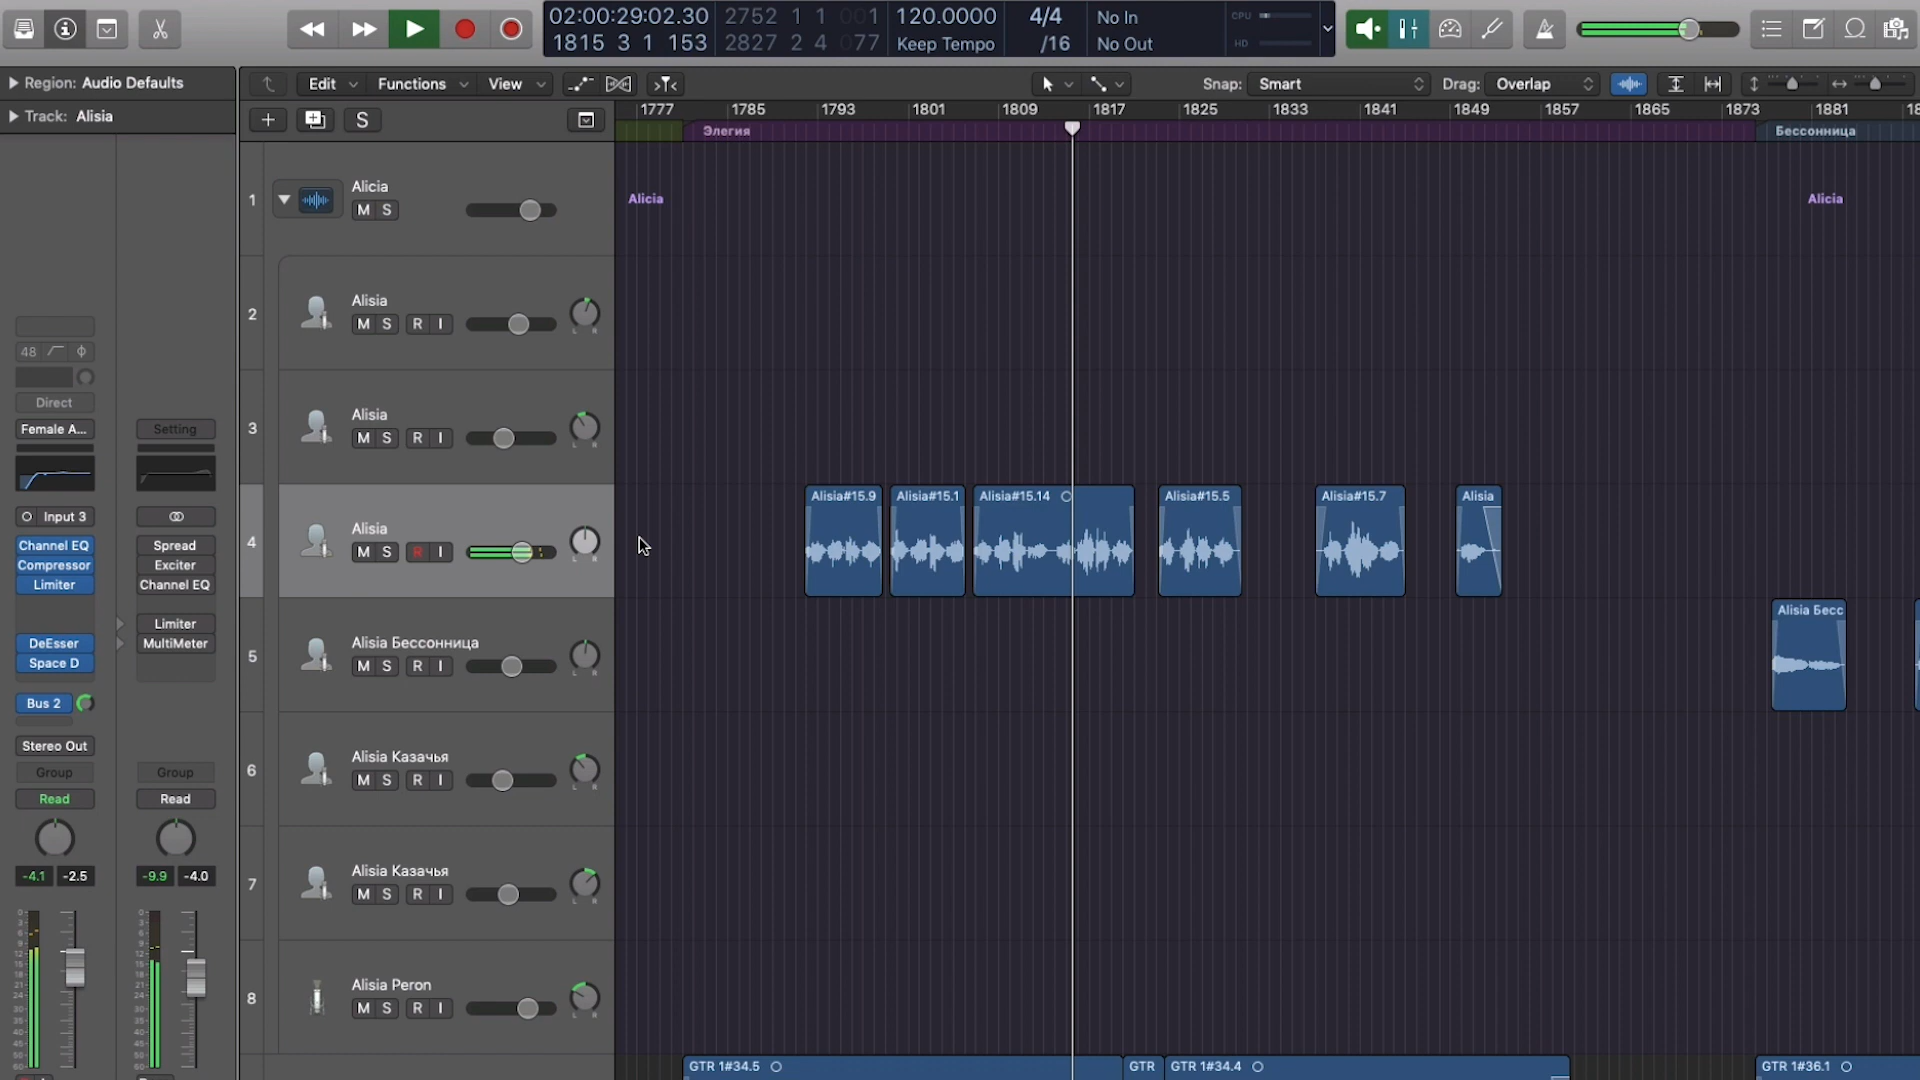 02:00:29:02.30 2752 1 1 001 120.0000 4/4 No In CPU
1815 3 1 153 2827 2 4 077 Keep Tempo /16 No Out HD
Region: Audio Defaults
Edit Functions View Snap: Smart Drag: Overlap
Track: Alisia
S
1777 1785 1793 1801 1809 1817 1825 1833 1841 1849 1857 1865 1873 1881
Элегия Бессонница
1 Alicia
M S
Alicia Alicia
2 Alisia
M S R I
L R
3 Alisia
M S R I
L R
4 Alisia
M S R I
L R
Alisia#15.9 Alisia#15.1 Alisia#15.14 Alisia#15.5 Alisia#15.7 Alisia
5 Alisia Бессонница
M S R I
L R
Alisia Бесс
6 Alisia Казачья
M S R I
L R
7 Alisia Казачья
M S R I
L R
8 Alisia Peron
M S R I
L R
GTR 1#34.5 GTR GTR 1#34.4 GTR 1#36.1
48
Direct
Female A... Setting
Input 3
Channel EQ Spread
Compressor Exciter
Limiter Channel EQ
Limiter
DeEsser MultiMeter
Space D
Bus 2
Stereo Out
Group Group
Read Read
-4.1 -2.5 -9.9 -4.0